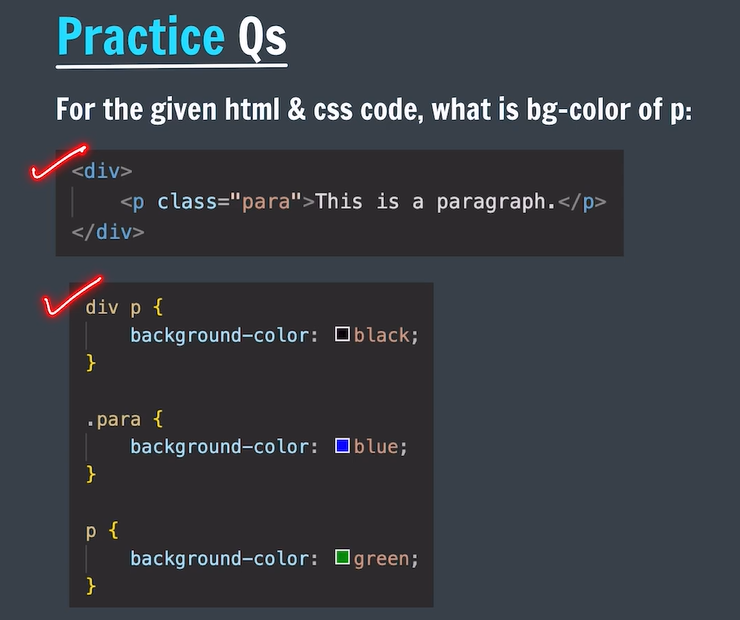 Practice Qs
For the given html & css code, what is bg-color of p:
<div>
<p class="para">This is a paragraph.</p>
</div>
div p {
background-color: black;
}
.para {
background-color: blue;
}
p {
background-color: green;
}